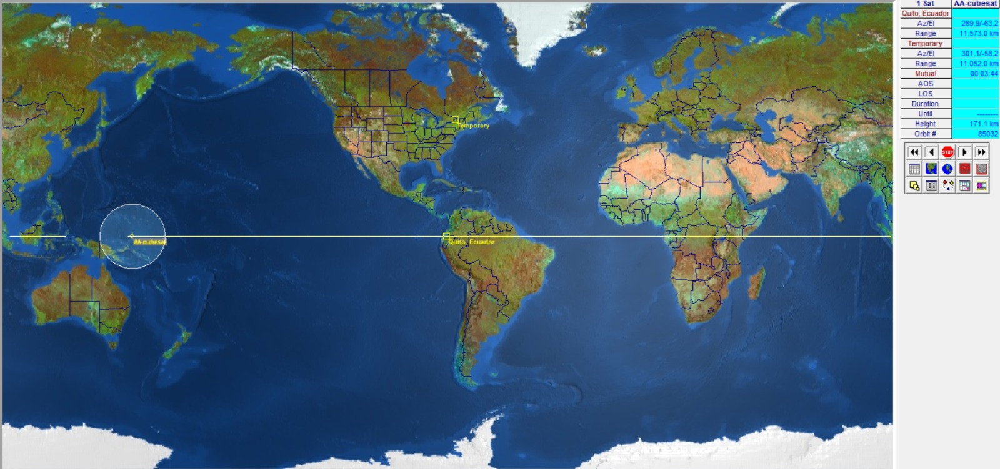 1 Sat AA-cubesat
Quito, Ecuador
Az/El 269.9/-63.2
Range 11.573.0 km
Temporary
Az/El 301.1/-58.2
Range 11.052.0 km
Mutual 00:03:44
AOS
LOS
Duration
Until --------
Height 171.1 km
Orbit # 85032
STOP
Temporary
AA-cubesat
Quito, Ecuador